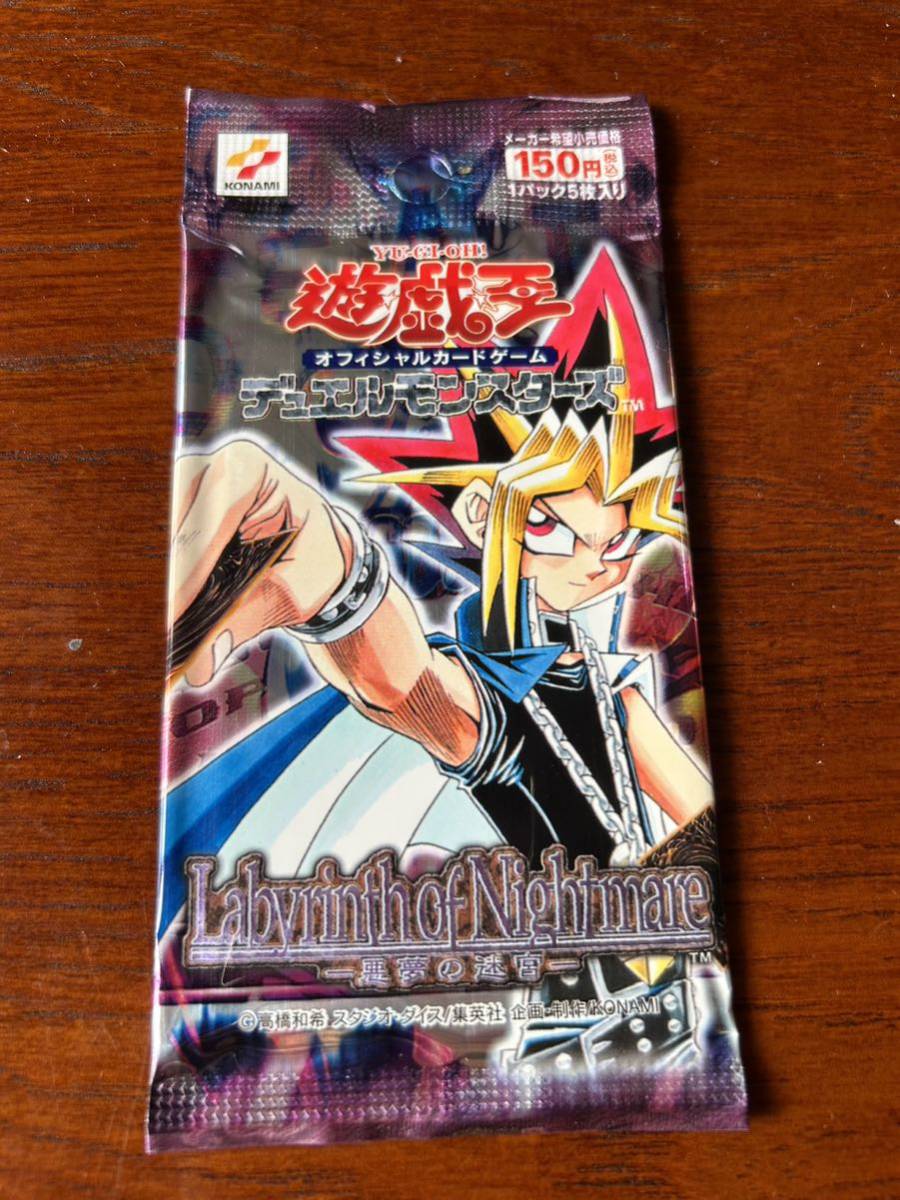 KONAMI
メーカー希望小売価格
150円(税込)
1パック5枚入り
YU-GI-OH!
遊戯王
オフィシャルカードゲーム
デュエルモンスターズ™
Labyrinth of Nightmare
—悪夢の迷宮—™
©高橋和希 スタジオ・ダイス/集英社 企画・制作/KONAMI